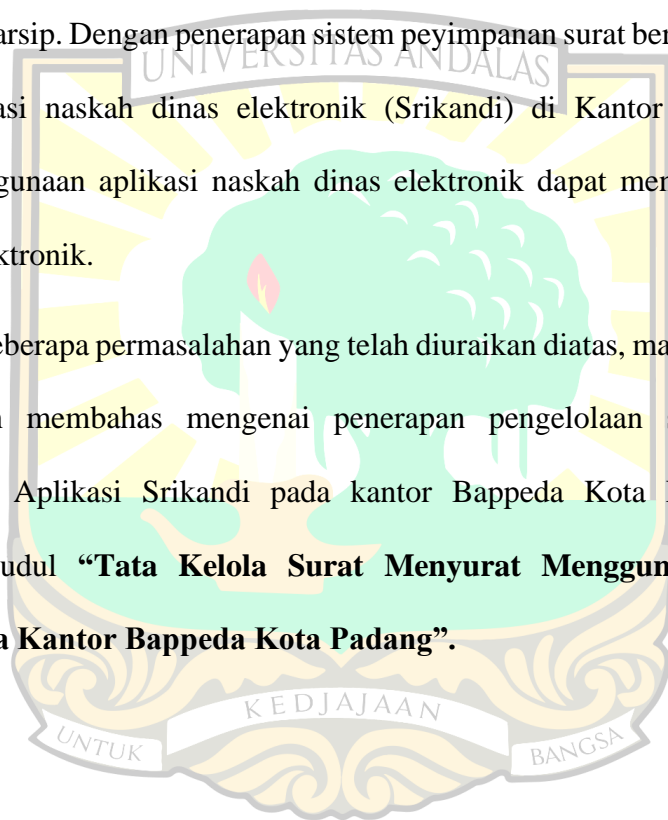 arsip. Dengan penerapan sistem peyimpanan surat ber
UNIVERSITAS ANDALAS
asi naskah dinas elektronik (Srikandi) di Kantor
gunaan aplikasi naskah dinas elektronik dapat men
ktronik.
eberapa permasalahan yang telah diuraikan diatas, ma
membahas mengenai penerapan pengelolaan
Aplikasi Srikandi pada kantor Bappeda Kota
udul “Tata Kelola Surat Menyurat Menggun
a Kantor Bappeda Kota Padang”.
KEDJAJAAN
UNTUK BANGSA